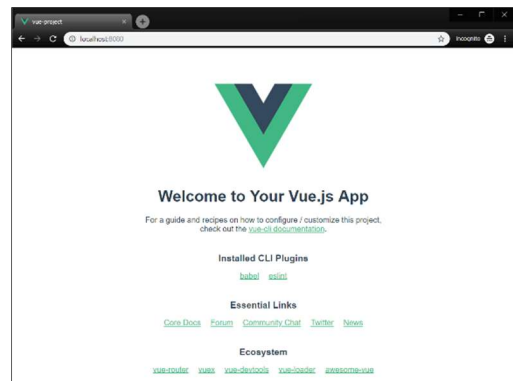 vue-project
localhost:8080
Incognito
Welcome to Your Vue.js App
For a guide and recipes on how to configure / customize this project,
check out the vue-cli documentation.
Installed CLI Plugins
babel eslint
Essential Links
Core Docs Forum Community Chat Twitter News
Ecosystem
vue-router vuex vue-devtools vue-loader awesome-vue